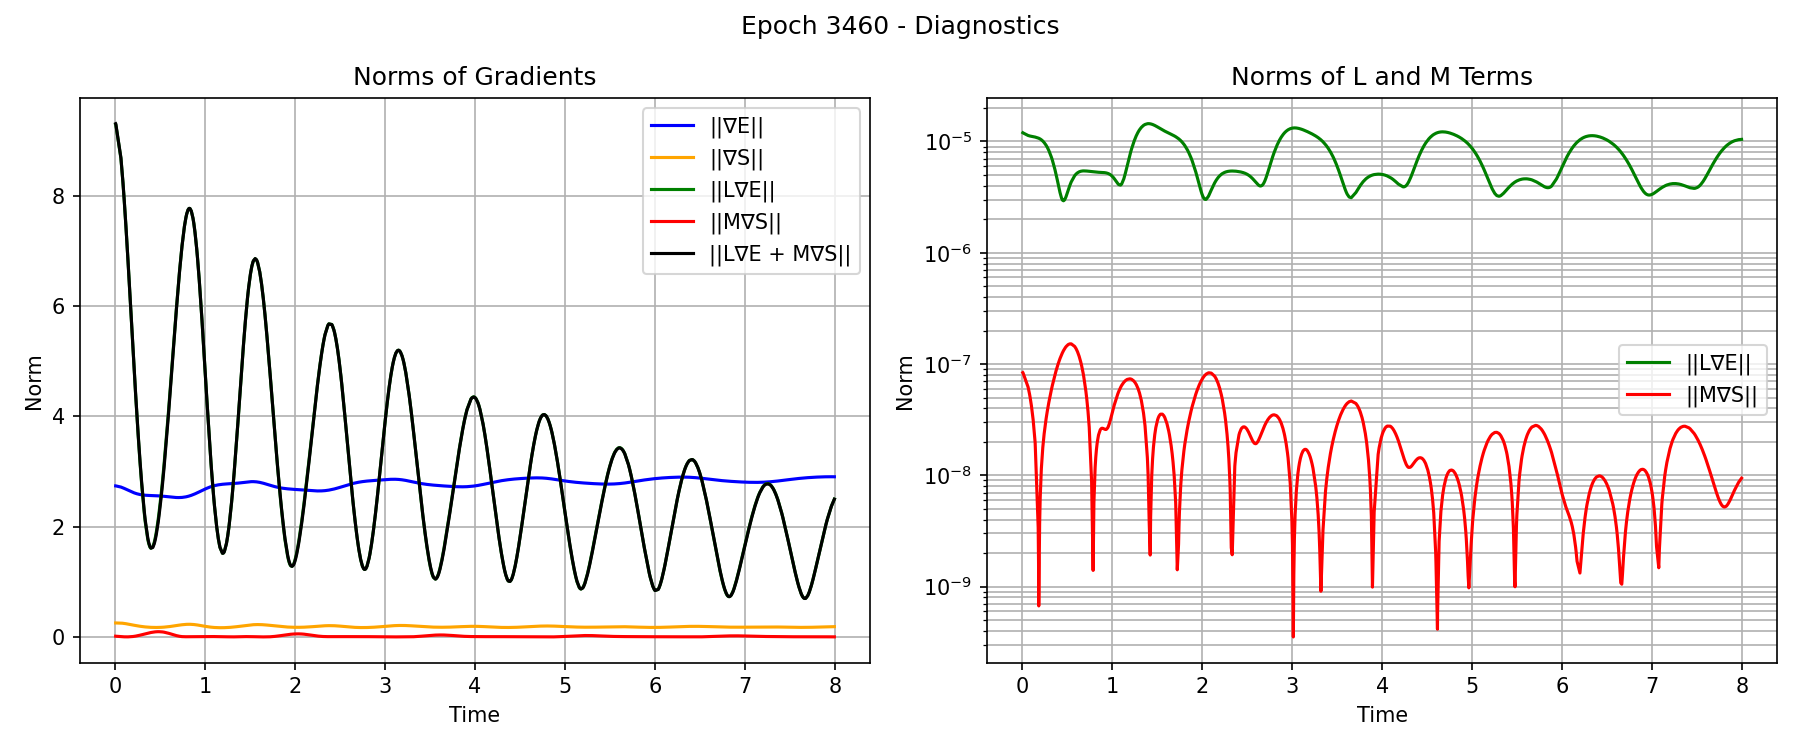 Epoch 3460 - Diagnostics
Norms of Gradients
||∇E||
||∇S||
||L∇E||
||M∇S||
||L∇E + M∇S||
8
6
4
2
0
Norm
0 1 2 3 4 5 6 7 8
Time
Norms of L and M Terms
10⁻⁵
10⁻⁶
10⁻⁷
10⁻⁸
10⁻⁹
Norm
||L∇E||
||M∇S||
0 1 2 3 4 5 6 7 8
Time